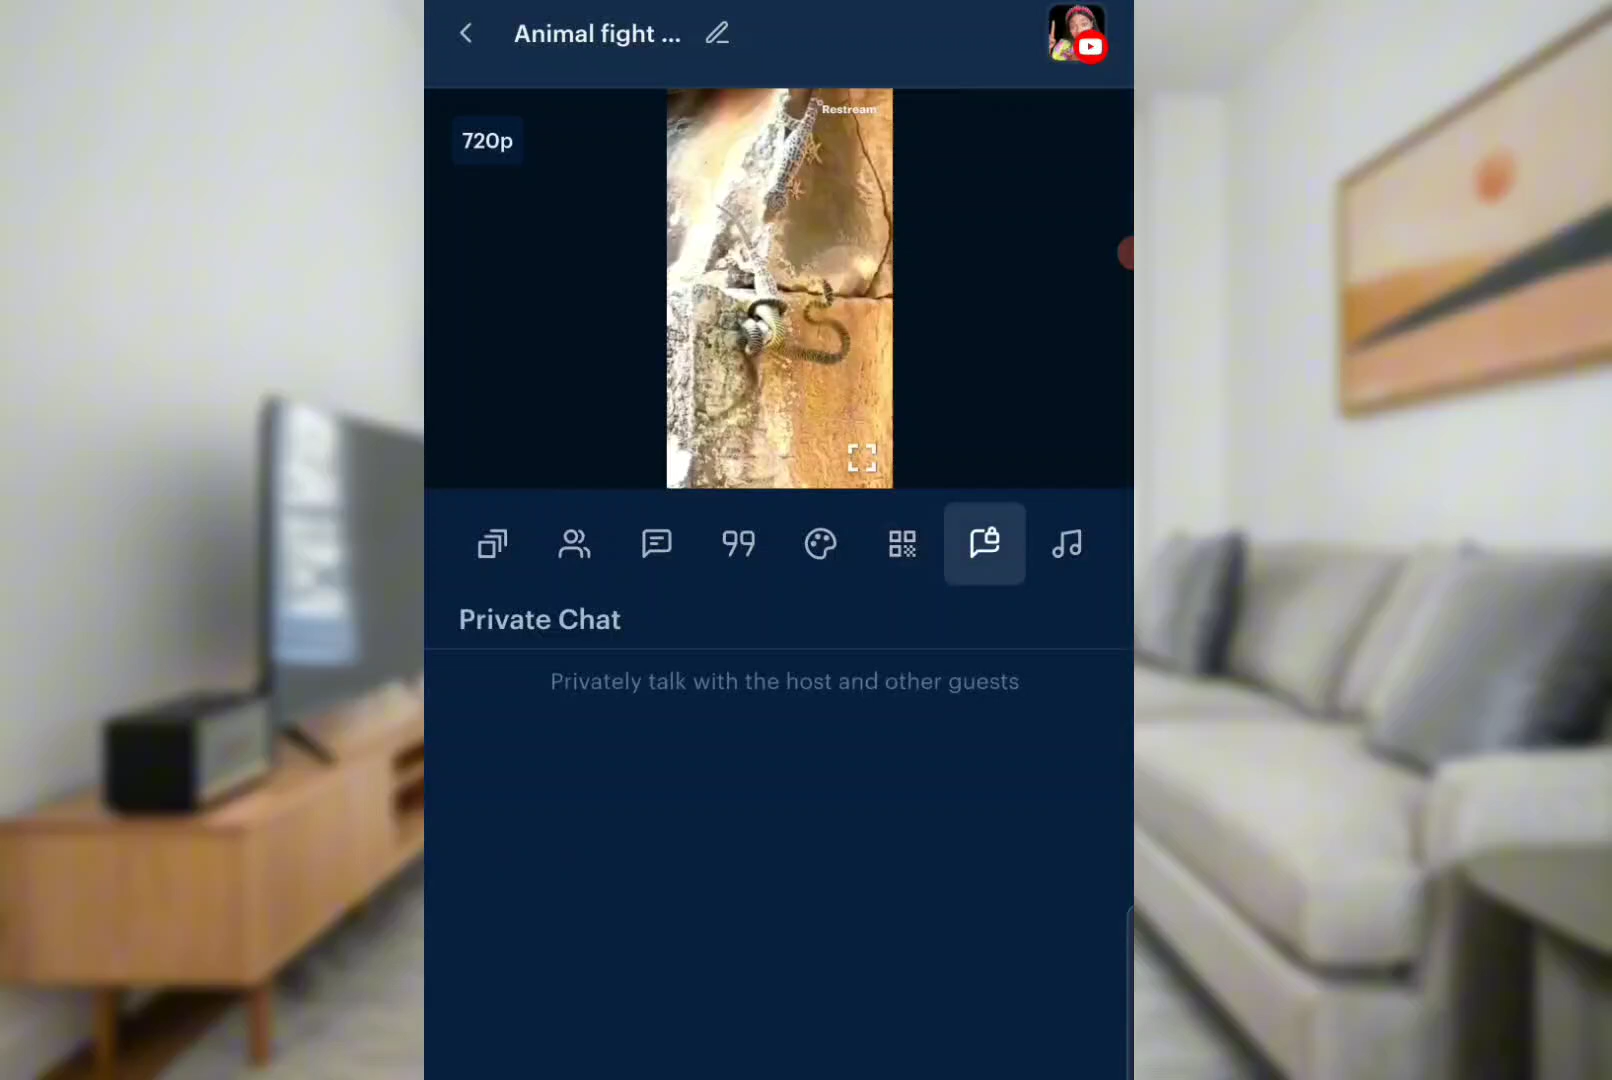 Animal fight ...
Restream
720p
Private Chat
Privately talk with the host and other guests